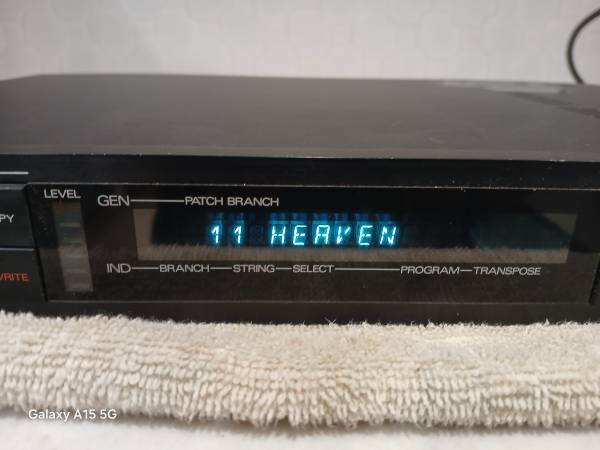 LEVEL
GEN PATCH BRANCH
PY
11 HEAVEN
WRITE
IND BRANCH STRING SELECT PROGRAM TRANSPOSE
Galaxy A15 5G